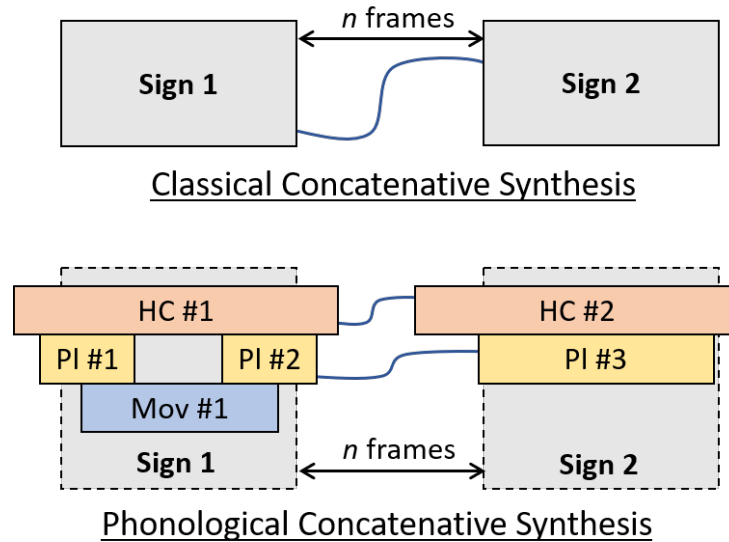 n frames
Sign 1
Sign 2
Classical Concatenative Synthesis
HC #1
HC #2
Pl #1
Pl #2
Pl #3
Mov #1
Sign 1
n frames
Sign 2
Phonological Concatenative Synthesis